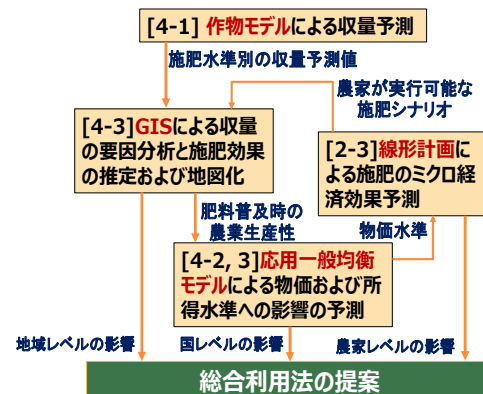 [4-1] 作物モデルによる収量予測
施肥水準別の収量予測値
農家が実行可能な
施肥シナリオ
[4-3]GISによる収量
の要因分析と施肥効果
の推定および地図化
[2-3]線形計画に
よる施肥のミクロ経
済効果予測
肥料普及時の
農業生産性
物価水準
[4-2, 3]応用一般均衡
モデルによる物価および所
得水準への影響の予測
地域レベルの影響
国レベルの影響
農家レベルの影響
総合利用法の提案